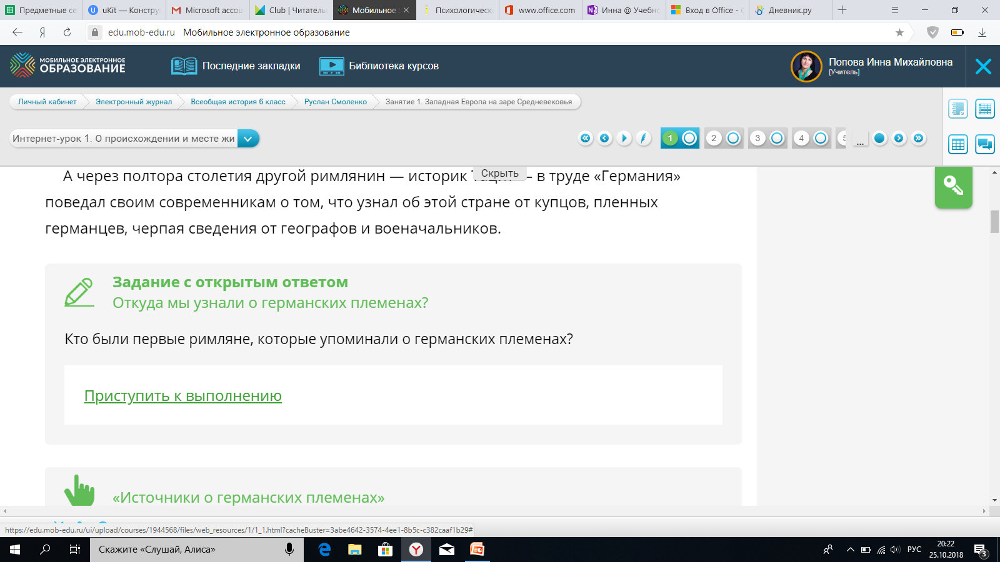 Предметные се
uKit — Констру
Microsoft accou
Club | Читатель
Мобильное э
Психологическ
www.office.com
Инна @ Учебно
Вход в Office - 
Дневник.ру
Я
edu.mob-edu.ru Мобильное электронное образование
МОБИЛЬНОЕ ЭЛЕКТРОННОЕ
ОБРАЗОВАНИЕ
Последние закладки
Библиотека курсов
Попова Инна Михайловна
[Учитель]
Личный кабинет
Электронный журнал
Всеобщая история 6 класс
Руслан Смоленко
Занятие 1. Западная Европа на заре Средневековья
Интернет-урок 1. О происхождении и месте жи
1 2 3 4 5 ...
Скрыть
А через полтора столетия другой римлянин — историк Тацит — в труде «Германия»
поведал своим современникам о том, что узнал об этой стране от купцов, пленных
германцев, черпая сведения от географов и военачальников.
Задание с открытым ответом
Откуда мы узнали о германских племенах?
Кто были первые римляне, которые упоминали о германских племенах?
Приступить к выполнению
«Источники о германских племенах»
https://edu.mob-edu.ru/ui/upload/courses/1944568/files/web_resources/1/1_1.html?cacheBuster=3abe4642-3574-4ee1-8b5c-c382caaf1b29#
Скажите «Слушай, Алиса»
РУС
20:22
25.10.2018
3